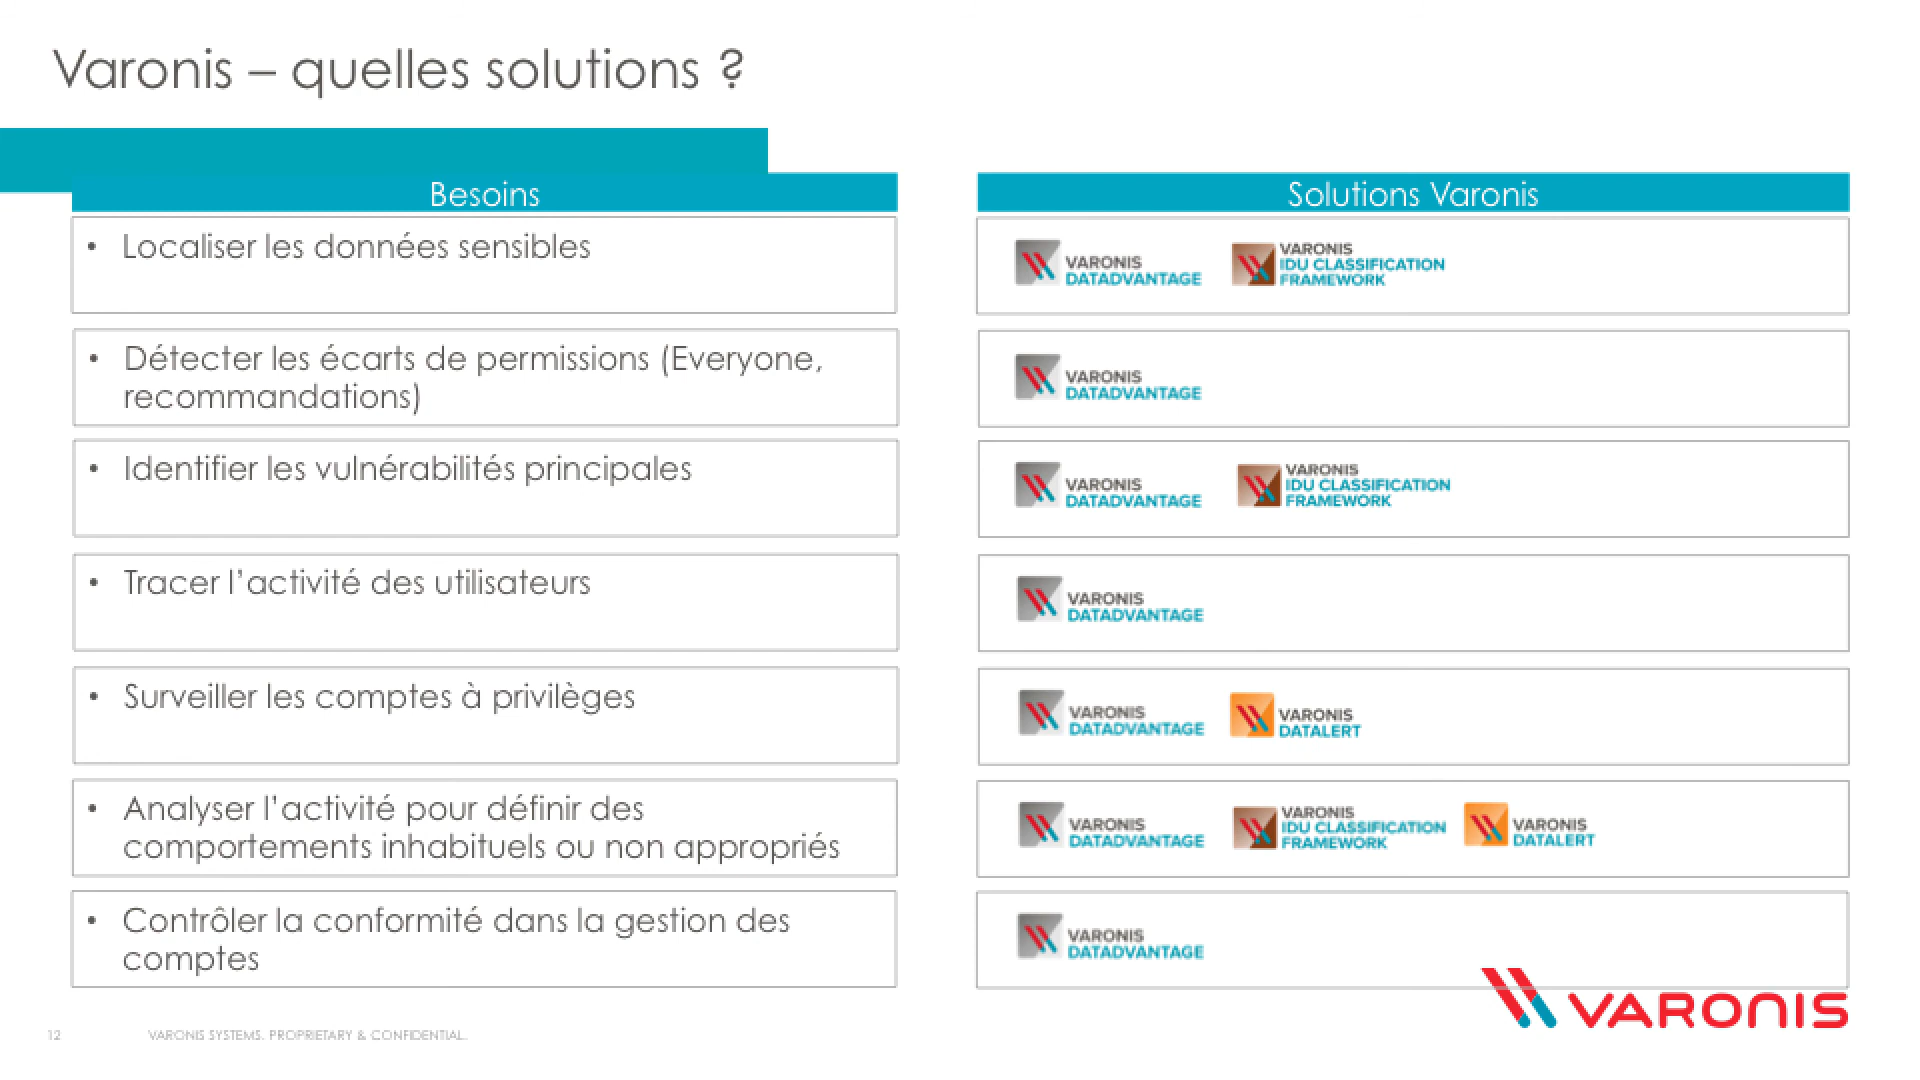 Varonis – quelles solutions ?
Besoins
Solutions Varonis
• Localiser les données sensibles
VARONIS
DATADVANTAGE
VARONIS
IDU CLASSIFICATION
FRAMEWORK
• Détecter les écarts de permissions (Everyone,
recommandations)
VARONIS
DATADVANTAGE
• Identifier les vulnérabilités principales
VARONIS
DATADVANTAGE
VARONIS
IDU CLASSIFICATION
FRAMEWORK
• Tracer l’activité des utilisateurs
VARONIS
DATADVANTAGE
• Surveiller les comptes à privilèges
VARONIS
DATADVANTAGE
VARONIS
DATALERT
• Analyser l’activité pour définir des
comportements inhabituels ou non appropriés
VARONIS
DATADVANTAGE
VARONIS
IDU CLASSIFICATION
FRAMEWORK
VARONIS
DATALERT
• Contrôler la conformité dans la gestion des
comptes
VARONIS
DATADVANTAGE
VARONIS
12
VARONIS SYSTEMS. PROPRIETARY & CONFIDENTIAL.